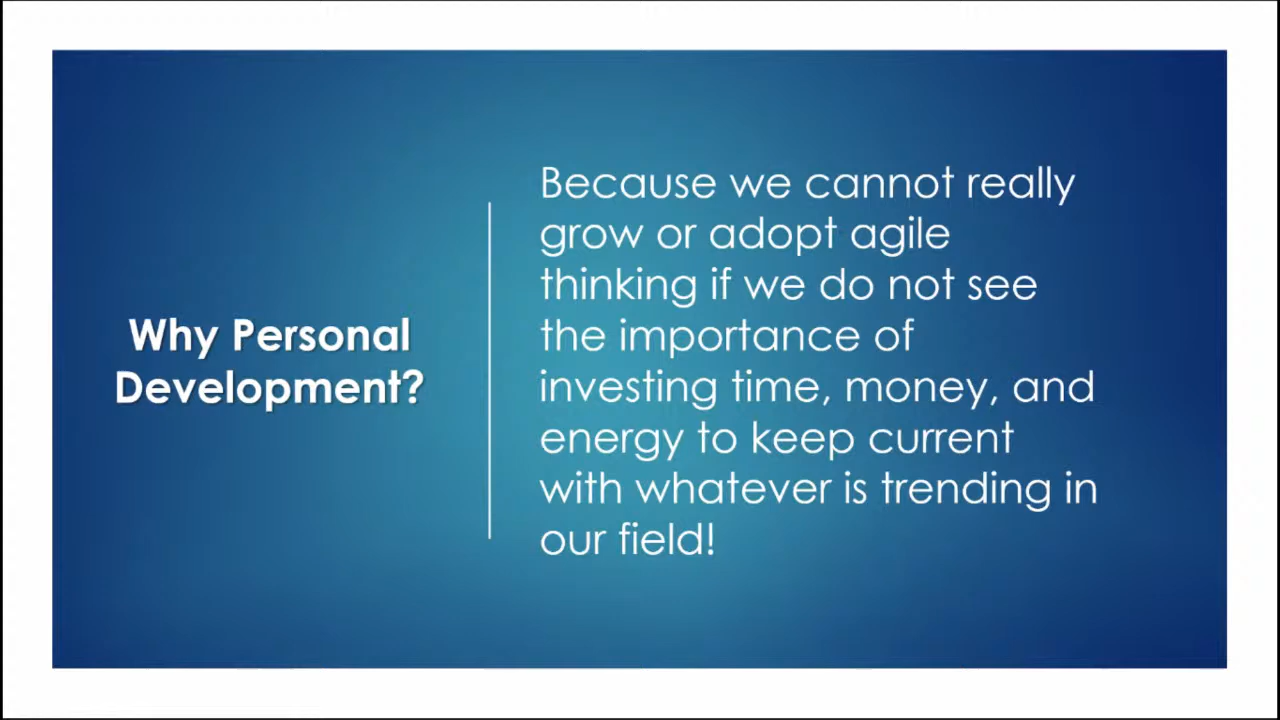 Why Personal
Development?
Because we cannot really
grow or adopt agile
thinking if we do not see
the importance of
investing time, money, and
energy to keep current
with whatever is trending in
our field!